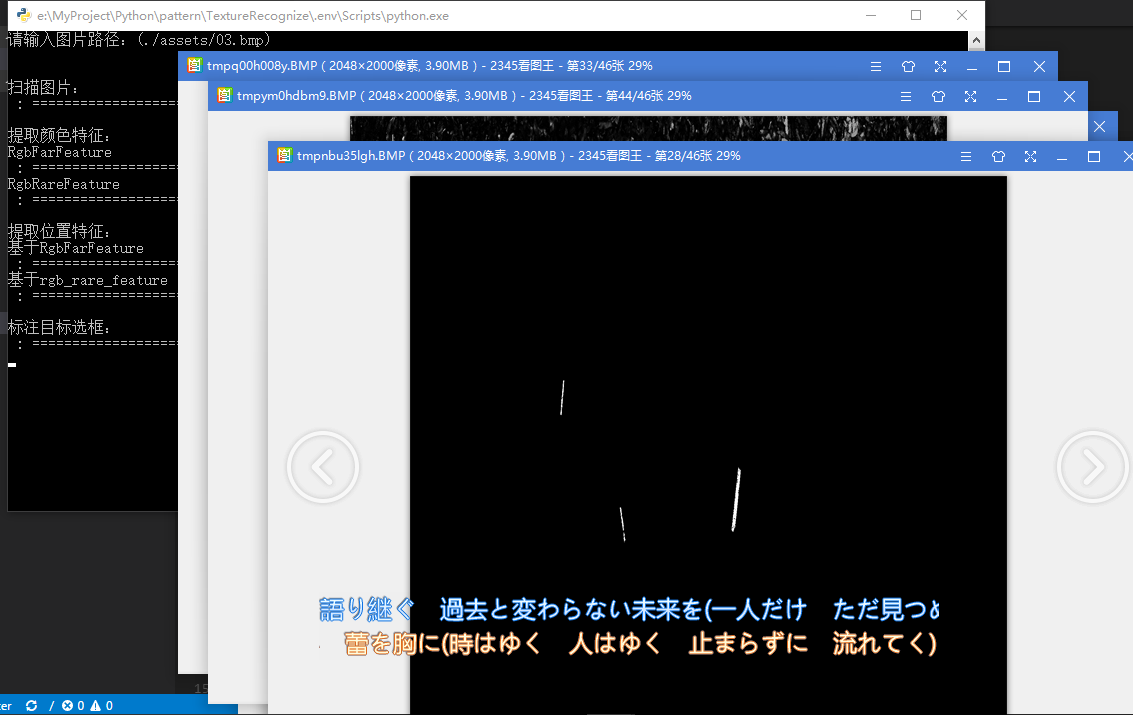 e:\MyProject\Python\pattern\TextureRecognize\.env\Scripts\python.exe
请输入图片路径: (./assets/03.bmp)
扫描图片:
: ==================
提取颜色特征:
RgbFarFeature
: ==================
RgbRareFeature
: ==================
提取位置特征:
基于RgbFarFeature
: ==================
基于rgb_rare_feature
: ==================
标注目标选框:
: ==================
tmpq00h008y.BMP ( 2048×2000像素, 3.90MB ) - 2345看图王 - 第33/46张 29%
tmpym0hdbm9.BMP ( 2048×2000像素, 3.90MB ) - 2345看图王 - 第44/46张 29%
tmpnbu35lgh.BMP ( 2048×2000像素, 3.90MB ) - 2345看图王 - 第28/46张 29%
語り継ぐ 過去と変わらない未来を(一人だけ ただ見つめ
蕾を胸に(時はゆく 人はゆく 止まらずに 流れてく)
15
ter / 0 0